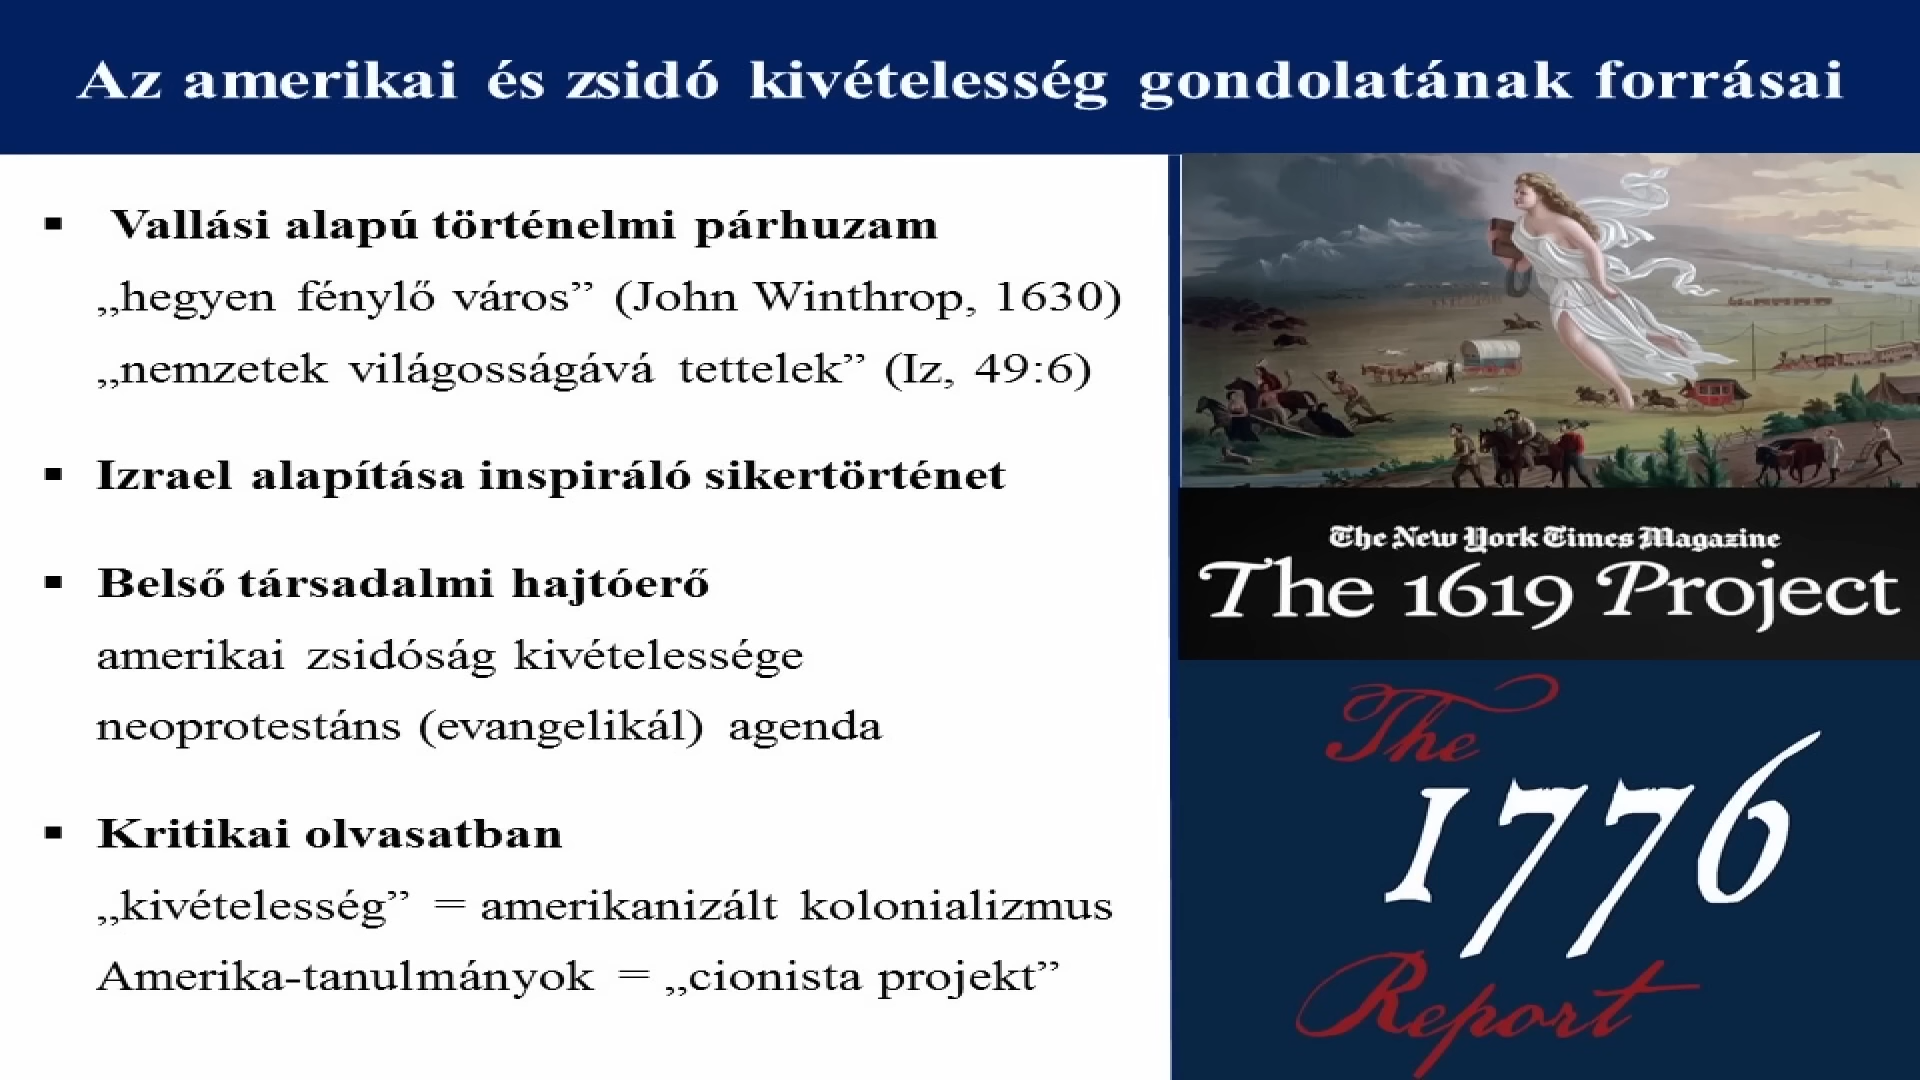 Az amerikai és zsidó kivételesség gondolatának forrásai
▪ Vallási alapú történelmi párhuzam
„hegyen fénylő város” (John Winthrop, 1630)
„nemzetek világosságává tettelek” (Iz, 49:6)
▪ Izrael alapítása inspiráló sikertörténet
▪ Belső társadalmi hajtóerő
amerikai zsidóság kivételessége
neoprotestáns (evangelikál) agenda
▪ Kritikai olvasatban
„kivételesség” = amerikanizált kolonializmus
Amerika-tanulmányok = „cionista projekt”
The New York Times Magazine
The 1619 Project
The
1776
Report